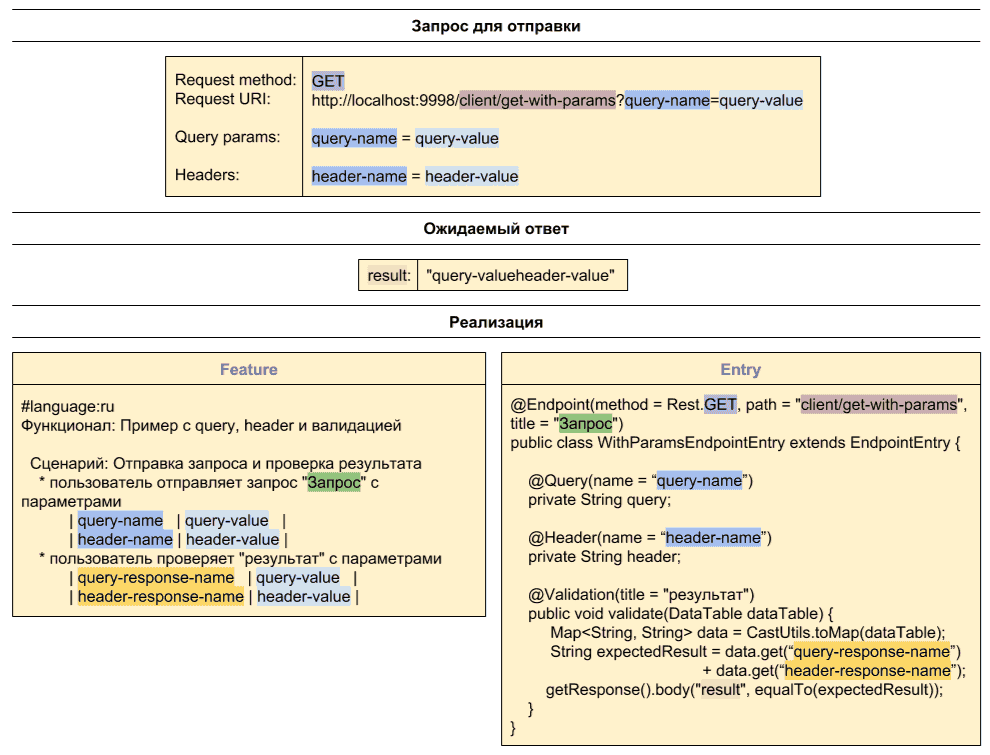 Запрос для отправки
Request method: GET
Request URI: http://localhost:9998/client/get-with-params?query-name=query-value
Query params: query-name = query-value
Headers: header-name = header-value
Ожидаемый ответ
result: "query-valueheader-value"
Реализация
Feature
#language:ru
Функционал: Пример с query, header и валидацией
Сценарий: Отправка запроса и проверка результата
* пользователь отправляет запрос "Запрос" с
параметрами
| query-name | query-value |
| header-name | header-value |
* пользователь проверяет "результат" с параметрами
| query-response-name | query-value |
| header-response-name | header-value |
Entry
@Endpoint(method = Rest.GET, path = "client/get-with-params",
title = "Запрос")
public class WithParamsEndpointEntry extends EndpointEntry {
@Query(name = “query-name”)
private String query;
@Header(name = “header-name”)
private String header;
@Validation(title = "результат")
public void validate(DataTable dataTable) {
Map<String, String> data = CastUtils.toMap(dataTable);
String expectedResult = data.get(“query-response-name”)
+ data.get(“header-response-name”);
getResponse().body("result", equalTo(expectedResult));
}
}